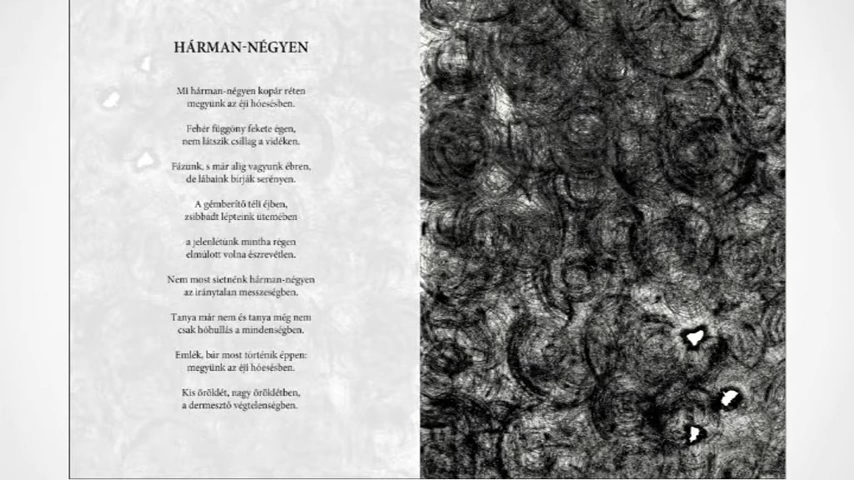 HÁRMAN-NÉGYEN
Mi hárman-négyen kopár réten
megyünk az éji hóesésben.
Fehér függöny fekete égen,
nem látszik csillag a vidéken.
Fázunk, s már alig vagyunk ébren,
de lábaink bírják serényen.
A gémberítő téli éjben,
zsibbadt lépteink ütemében
a jelenlétünk mintha régen
elmúlott volna észrevétlen.
Nem most sietnénk hárman-négyen
az iránytalan messzeségben.
Tanya már nem és tanya még nem
csak hóhullás a mindenségben.
Emlék, bár most történik éppen:
megyünk az éji hóesésben.
Kis öröklét, nagy öröklétben,
a dermesztő végtelenségben.